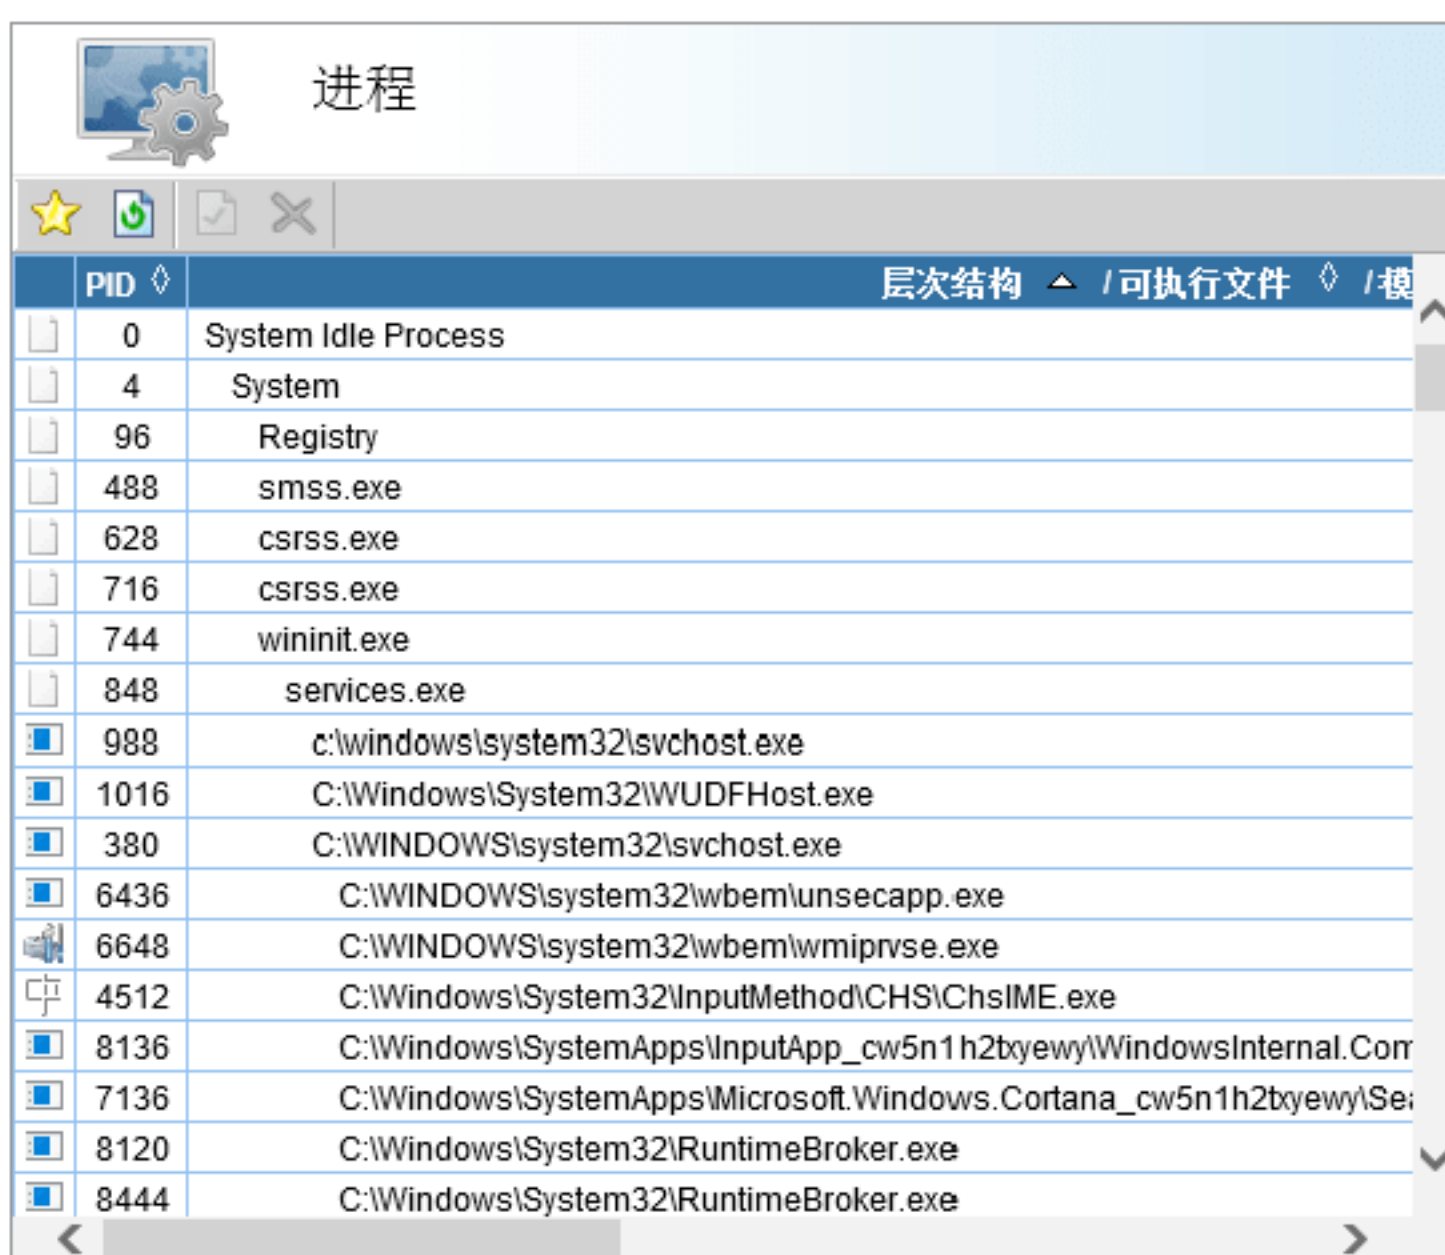 进程
PID 层次结构 /可执行文件 /模
0 System Idle Process
4 System
96 Registry
488 smss.exe
628 csrss.exe
716 csrss.exe
744 wininit.exe
848 services.exe
988 c:\windows\system32\svchost.exe
1016 C:\Windows\System32\WUDFHost.exe
380 C:\WINDOWS\system32\svchost.exe
6436 C:\WINDOWS\system32\wbem\unsecapp.exe
6648 C:\WINDOWS\system32\wbem\wmiprvse.exe
4512 C:\Windows\System32\InputMethod\CHS\ChsIME.exe
8136 C:\Windows\SystemApps\InputApp_cw5n1h2txyewy\WindowsInternal.Com
7136 C:\Windows\SystemApps\Microsoft.Windows.Cortana_cw5n1h2txyewy\Sea
8120 C:\Windows\System32\RuntimeBroker.exe
8444 C:\Windows\System32\RuntimeBroker.exe